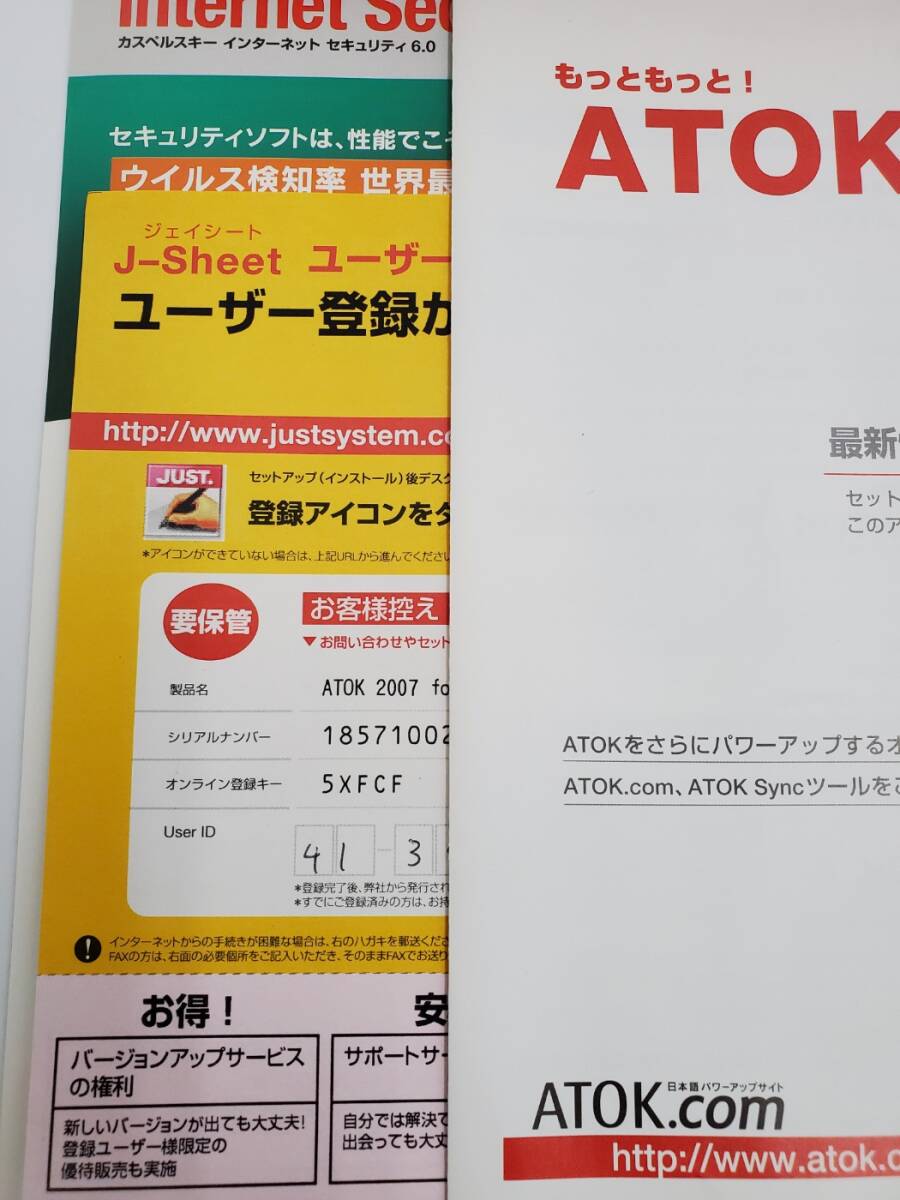 Internet Sec
カスペルスキー インターネット セキュリティ6.0
セキュリティソフトは、性能でこ
ウイルス検知率 世界最
ジェイシート
J-Sheet ユーザー
ユーザー登録か
http://www.justsystem.co
JUST.
セットアップ(インストール)後デスク
登録アイコンをダ
*アイコンができていない場合は、上記URLから進んでください
要保管
お客様控え
▼お問い合わせやセット
製品名
ATOK 2007 fo
シリアルナンバー
18571002
オンライン登録キー
5XFCF
User ID
41-3
*登録完了後、弊社から発行され
*すでにご登録済みの方は、お持
インターネットからの手続きが困難な場合は、右のハガキを郵送くださ
FAXの方は、右面の必要個所をご記入いただき、そのままFAXでお送り
お得!
バージョンアップサービス
の権利
新しいバージョンが出ても大丈夫!
登録ユーザー様限定の
優待販売も実施
安
サポートサー
自分では解決で
出会っても大丈
もっともっと!
ATOK
最新
セット
このア
ATOKをさらにパワーアップするオ
ATOK.com、ATOK Syncツールをご
日本語パワーアップサイト
ATOK.com
http://www.atok.c